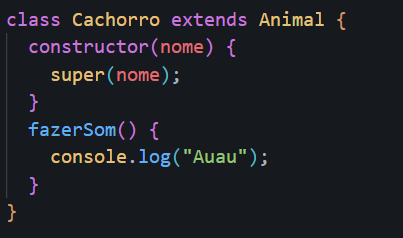 class Cachorro extends Animal {
  constructor(nome) {
    super(nome);
  }
  fazerSom() {
    console.log("Auau");
  }
}